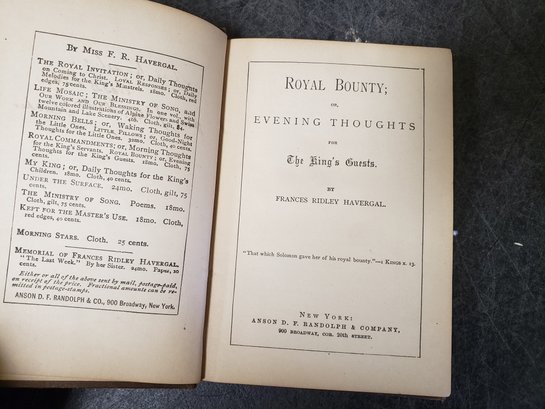 By Miss F. R. Havergal.
The Royal Invitation; or, Daily Thoughts
on Coming to Christ. Loyal Responses; or, Daily
Melodies for the King's Minstrels. 18mo. Cloth, red
edges, 75 cents.
Life Mosaic: The Ministry of Song, and
Our Work and Our Blessings. In one vol., with
twelve colored illustrations of Alpine Flowers and Swiss
Mountain and Lake Scenery. 4to. Cloth, gilt, $4.
Morning Bells; or, Waking Thoughts for
the Little Ones. Little Pillows; or, Good-Night
Thoughts for the Little Ones. 32mo. Cloth, 40 cents.
Royal Commandments; or, Morning Thoughts
for the King's Servants. Royal Bounty; or, Evening
Thoughts for the King's Guests. 18mo. Cloth, 75
cents.
My King; or, Daily Thoughts for the King's
Children. 18mo. Cloth, 40 cents.
Under the Surface. 24mo. Cloth, gilt, 75
cents.
The Ministry of Song. Poems. 18mo.
Cloth, gilt, 75 cents.
Kept for the Master's Use. 18mo. Cloth,
red edges, 40 cents.
Morning Stars. Cloth. 25 cents.
Memorial of Frances Ridley Havergal.
"The Last Week." By her Sister. 24mo. Paper, 10
cents.
Either or all of the above sent by mail, postage-paid,
on receipt of the price. Fractional amounts can be re-
mitted in postage-stamps.
ANSON D. F. RANDOLPH & CO., 900 Broadway, New York.
ROYAL BOUNTY;
OR,
EVENING THOUGHTS
FOR
The King's Guests.
BY
FRANCES RIDLEY HAVERGAL.
"That which Solomon gave her of his royal bounty."—1 Kings x. 13.
New York:
ANSON D. F. RANDOLPH & COMPANY,
900 BROADWAY, COR. 20th STREET.